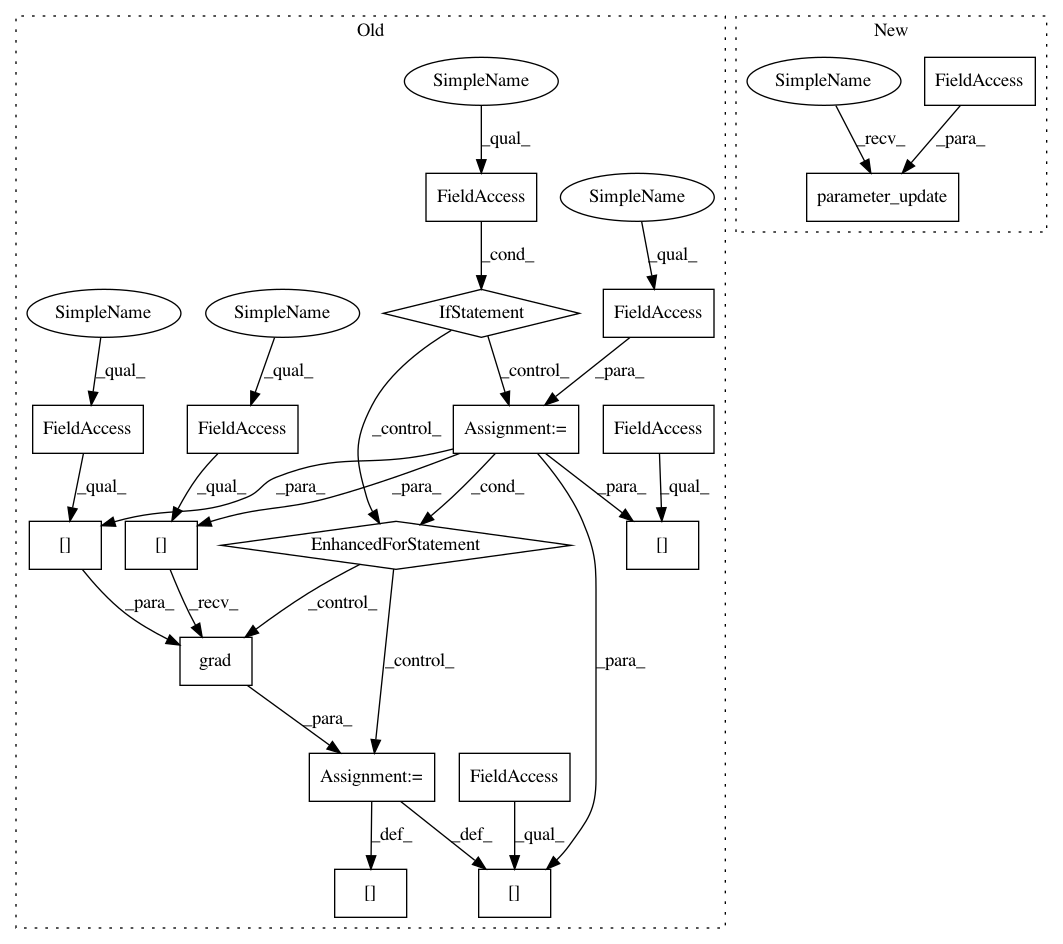 Old
New
SimpleName
SimpleName
FieldAccess
_qual_
_recv_
_para_
FieldAccess
SimpleName
parameter_update
_cond_
_qual_
SimpleName
SimpleName
IfStatement
FieldAccess
_qual_
_qual_
_control_
_para_
FieldAccess
FieldAccess
_control_
Assignment:=
FieldAccess
_qual_
_qual_
_para_
_para_
_cond_
_para_
_qual_
[]
[]
EnhancedForStatement
[]
_para_
_recv_
_control_
grad
_control_
_para_
_para_
Assignment:=
FieldAccess
_def_
_def_
_qual_
[]
[]